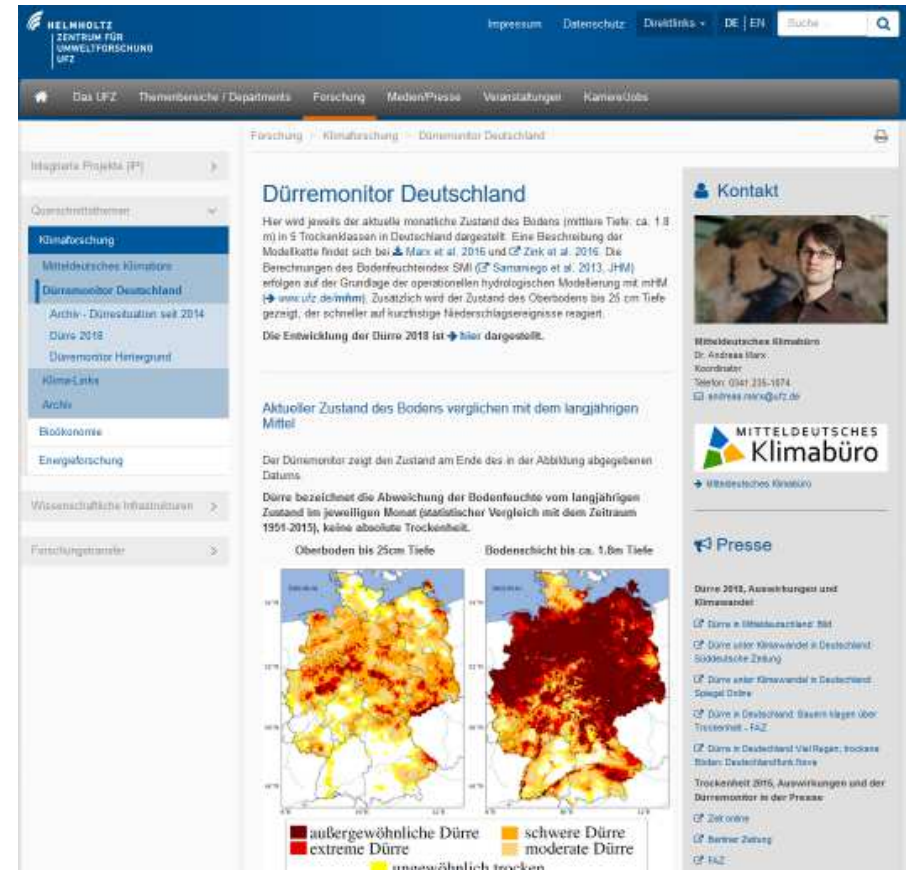 HELMHOLTZ
ZENTRUM FÜR
UMWELTFORSCHUNG
UFZ
Impressum Datenschutz Direktlinks DE | EN Suche
Das UFZ Themenbereiche / Departments Forschung Medien/Presse Veranstaltungen Karriere/Jobs
Forschung Klimaforschung Dürremonitor Deutschland
Integrierte Projekte (IP)
Querschnittsthemen
Klimaforschung
Mitteldeutsches Klimabüro
Dürremonitor Deutschland
Archiv - Dürresituation seit 2014
Dürre 2018
Dürremonitor Hintergrund
Klima-Links
Archiv
Bioökonomie
Energieforschung
Wissenschaftliche Infrastrukturen
Forschungstransfer
Dürremonitor Deutschland
Hier wird jeweils der aktuelle monatliche Zustand des Bodens (mittlere Tiefe: ca. 1.8
m) in 5 Trockenklassen in Deutschland dargestellt. Eine Beschreibung der
Modellkette findet sich bei Marx et al. 2016 und Zink et al. 2016. Die
Berechnungen des Bodenfeuchteindex SMI (Samaniego et al. 2013, JHM)
erfolgen auf der Grundlage der operationellen hydrologischen Modellierung mit mHM
(www.ufz.de/mhm). Zusätzlich wird der Zustand des Oberbodens bis 25 cm Tiefe
gezeigt, der schneller auf kurzfristige Niederschlagsereignisse reagiert.
Die Entwicklung der Dürre 2018 ist hier dargestellt.
Aktueller Zustand des Bodens verglichen mit dem langjährigen
Mittel
Der Dürremonitor zeigt den Zustand am Ende des in der Abbildung abgegebenen
Datums.
Dürre bezeichnet die Abweichung der Bodenfeuchte vom langjährigen
Zustand im jeweiligen Monat (statistischer Vergleich mit dem Zeitraum
1951-2015), keine absolute Trockenheit.
Oberboden bis 25cm Tiefe Bodenschicht bis ca. 1.8m Tiefe
außergewöhnliche Dürre schwere Dürre
extreme Dürre moderate Dürre
ungewöhnlich trocken
Kontakt
Mitteldeutsches Klimabüro
Dr. Andreas Marx
Koordinator
Telefon: 0341 235-1074
andreas.marx@ufz.de
MITTELDEUTSCHES
Klimabüro
Mitteldeutsches Klimabüro
Presse
Dürre 2018, Auswirkungen und
Klimawandel
Dürre in Mitteldeutschland: Bild
Dürre unter Klimawandel in Deutschland:
Süddeutsche Zeitung
Dürre unter Klimawandel in Deutschland:
Spiegel Online
Dürre in Deutschland: Bauern klagen über
Trockenheit - FAZ
Dürre in Deutschland Viel Regen, trockene
Böden: Deutschlandfunk Nova
Trockenheit 2015, Auswirkungen und der
Dürremonitor in der Presse
Zeit online
Berliner Zeitung
FAZ